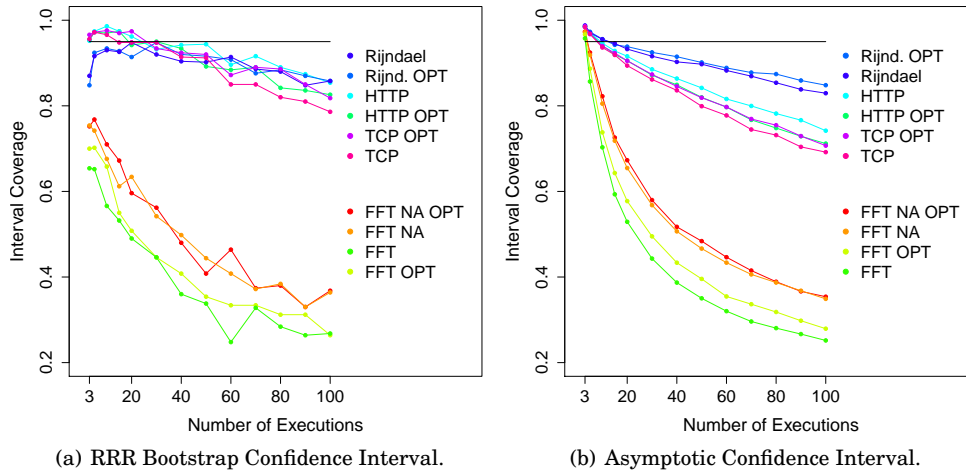 1.0
0.8
0.6
0.4
0.2
Interval Coverage
Rijndael
Rijnd. OPT
HTTP
HTTP OPT
TCP OPT
TCP
FFT NA OPT
FFT NA
FFT
FFT OPT
3 20 40 60 80 100
Number of Executions
(a) RRR Bootstrap Confidence Interval.
1.0
0.8
0.6
0.4
0.2
Interval Coverage
Rijnd. OPT
Rijndael
HTTP
HTTP OPT
TCP OPT
TCP
FFT NA OPT
FFT NA
FFT OPT
FFT
3 20 40 60 80 100
Number of Executions
(b) Asymptotic Confidence Interval.